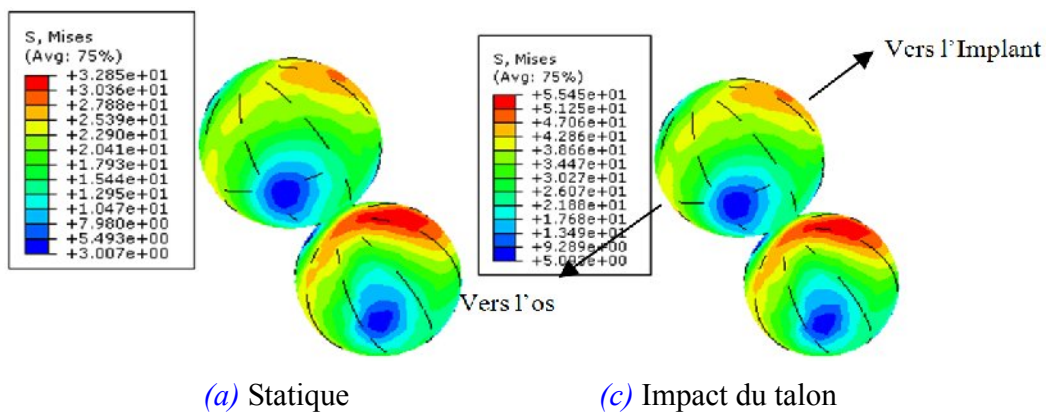 S, Mises
(Avg: 75%)
+3.285e+01
+3.036e+01
+2.788e+01
+2.539e+01
+2.290e+01
+2.041e+01
+1.793e+01
+1.544e+01
+1.295e+01
+1.047e+01
+7.980e+00
+5.493e+00
+3.007e+00
S, Mises
(Avg: 75%)
+5.545e+01
+5.125e+01
+4.706e+01
+4.286e+01
+3.866e+01
+3.447e+01
+3.027e+01
+2.607e+01
+2.188e+01
+1.768e+01
+1.349e+01
+9.289e+00
Vers l'Implant
Vers l'os
(a) Statique
(c) Impact du talon